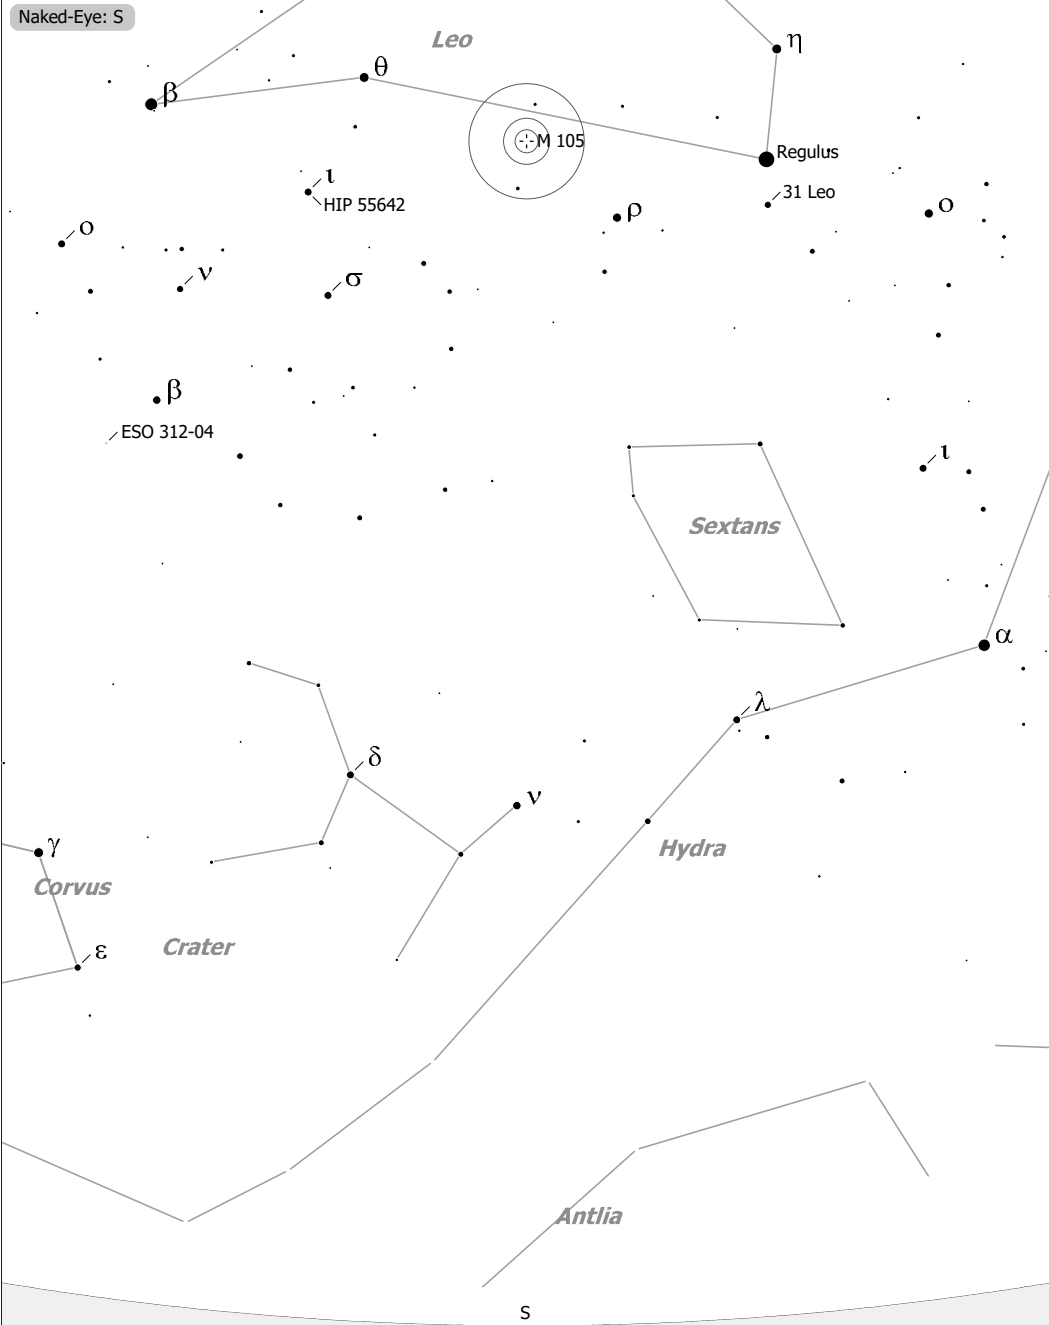 Naked-Eye: S
Leo
η
θ
β
M 105
Regulus
ι
31 Leo
HIP 55642
ρ
ο
ο
ν
σ
β
ESO 312-04
ι
Sextans
α
λ
δ
ν
γ
Hydra
Corvus
Crater
ε
Antlia
S